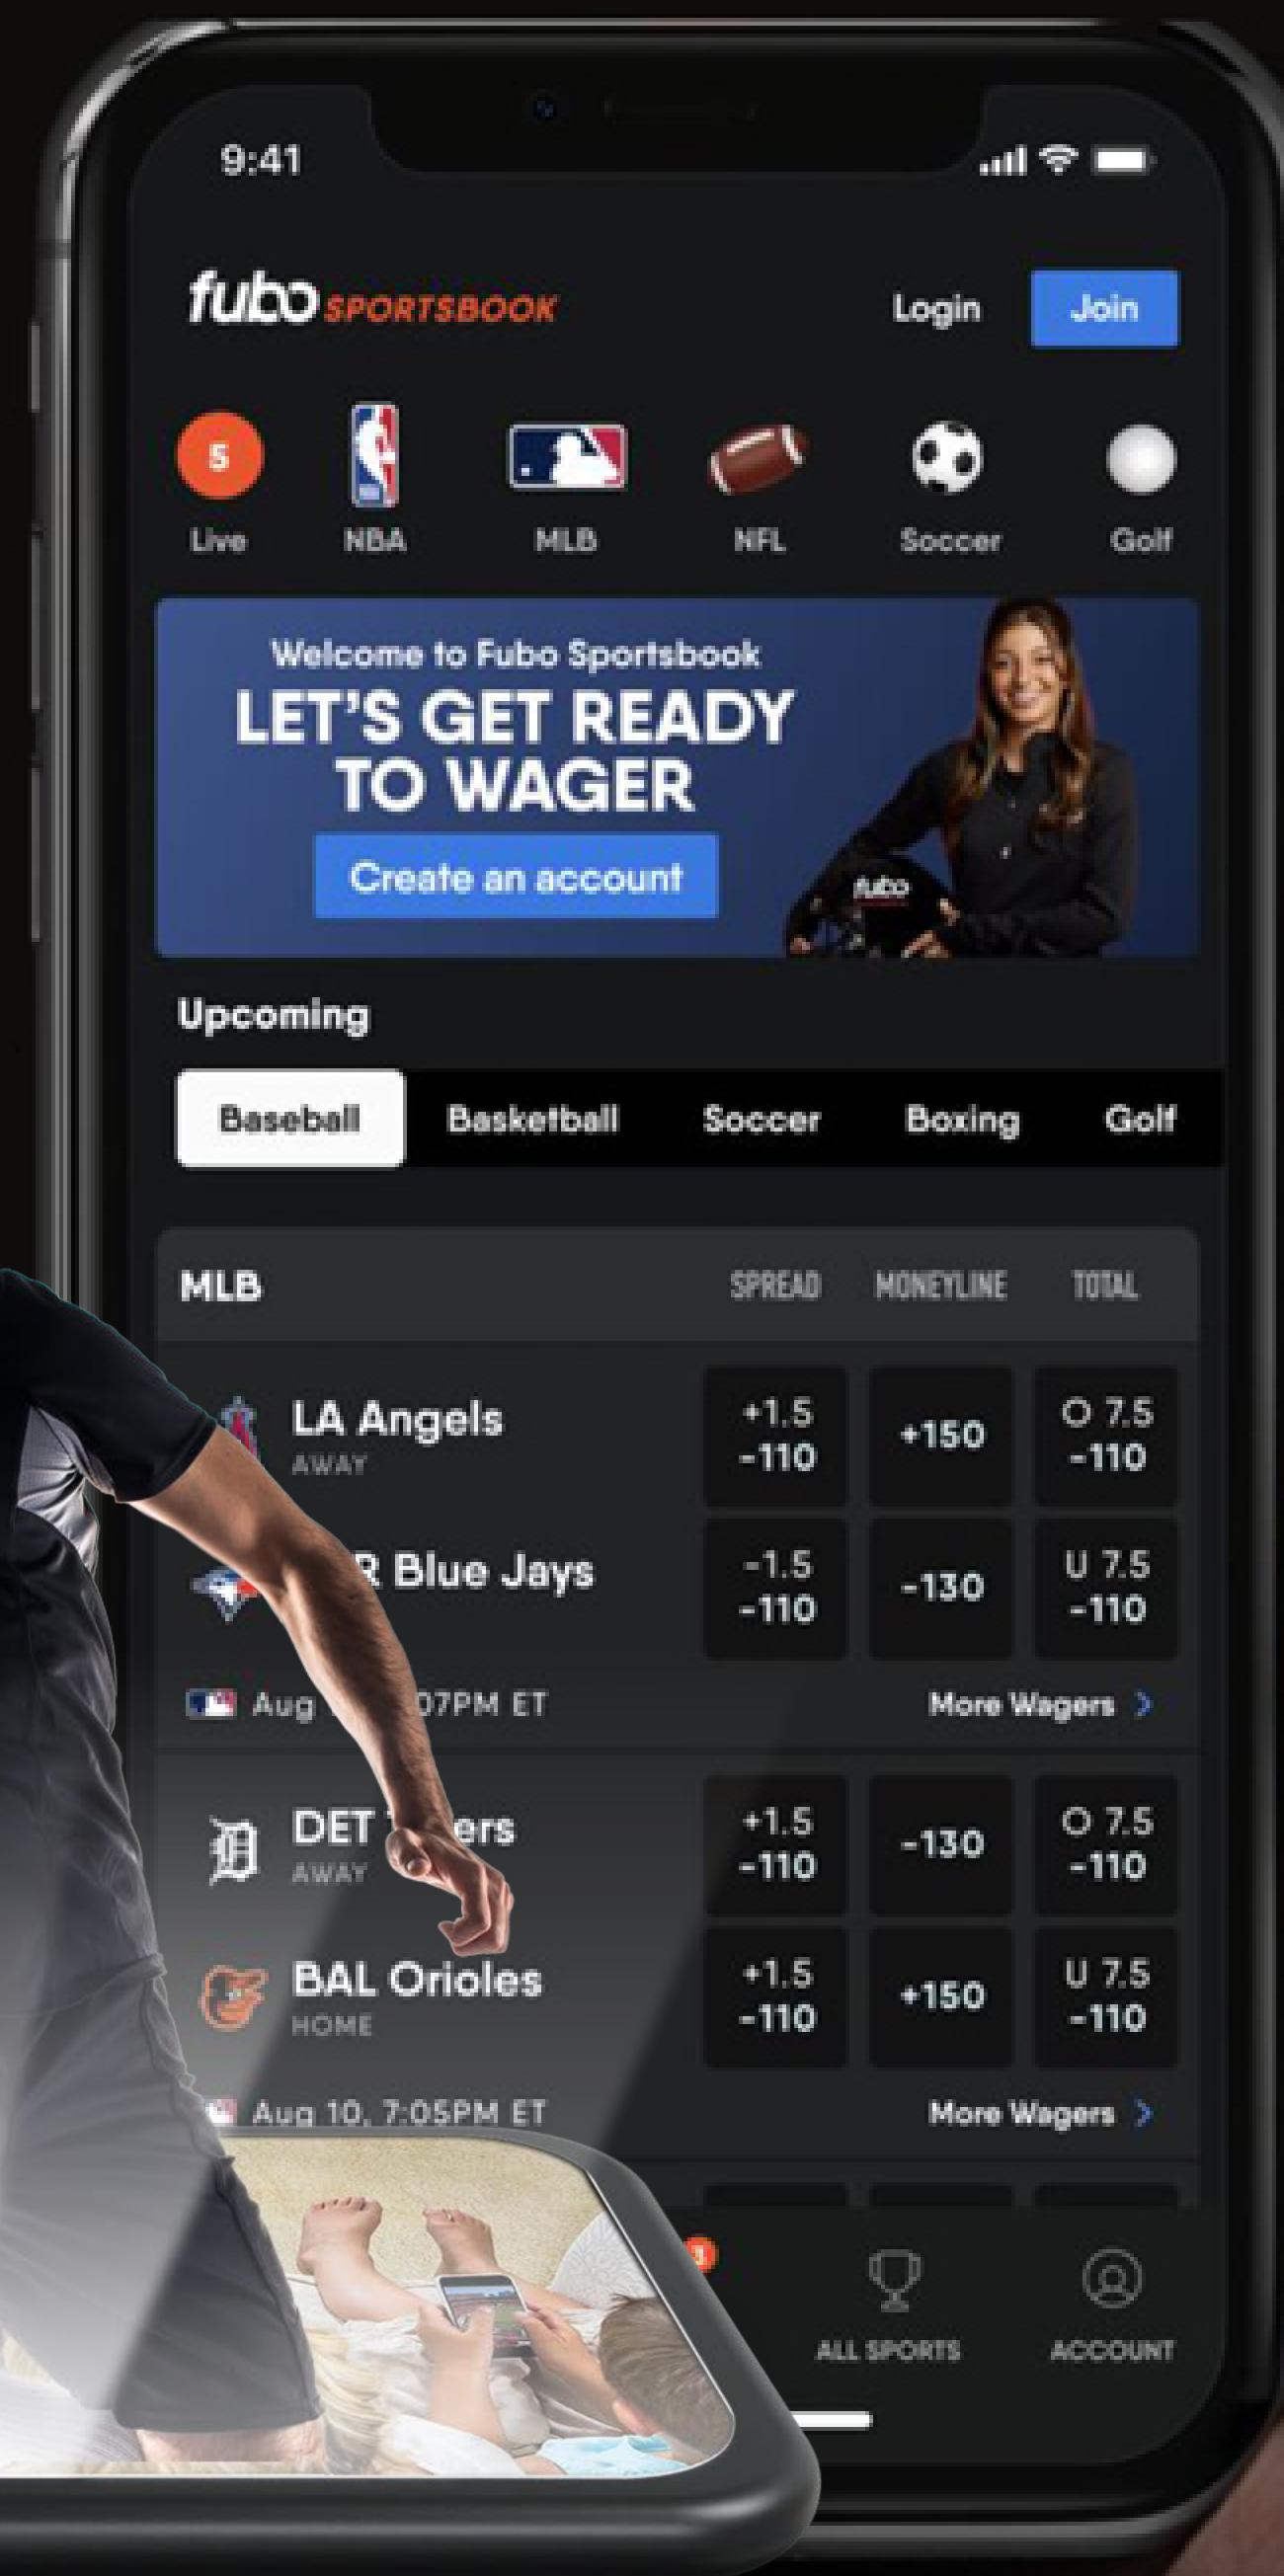 9:41
fubo SPORTSBOOK Login Join
5
Live NBA MLB NFL Soccer Golf
Welcome to Fubo Sportsbook
LET'S GET READY
TO WAGER
Create an account
fubo
Upcoming
Baseball Basketball Soccer Boxing Golf
MLB SPREAD MONEYLINE TOTAL
LA Angels
AWAY
+1.5
-110
+150
O 7.5
-110
R Blue Jays
-1.5
-110
-130
U 7.5
-110
Aug 07PM ET More Wagers
DET ers
AWAY
+1.5
-110
-130
O 7.5
-110
BAL Orioles
HOME
+1.5
-110
+150
U 7.5
-110
Aug 10, 7:05PM ET More Wagers
ALL SPORTS ACCOUNT